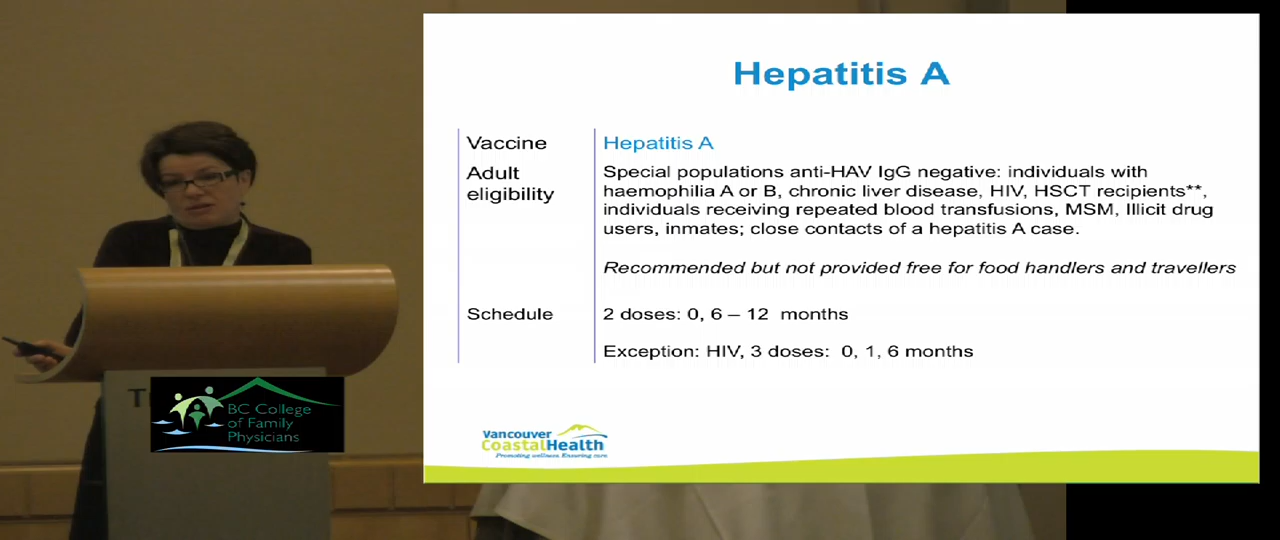 Hepatitis A
Vaccine
Hepatitis A
Adult
eligibility
Special populations anti-HAV IgG negative: individuals with
haemophilia A or B, chronic liver disease, HIV, HSCT recipients**,
individuals receiving repeated blood transfusions, MSM, Illicit drug
users, inmates; close contacts of a hepatitis A case.
Recommended but not provided free for food handlers and travellers
Schedule
2 doses: 0, 6 – 12 months
Exception: HIV, 3 doses: 0, 1, 6 months
BC College
of Family
Physicians
Vancouver
CoastalHealth
Promoting wellness. Ensuring care.